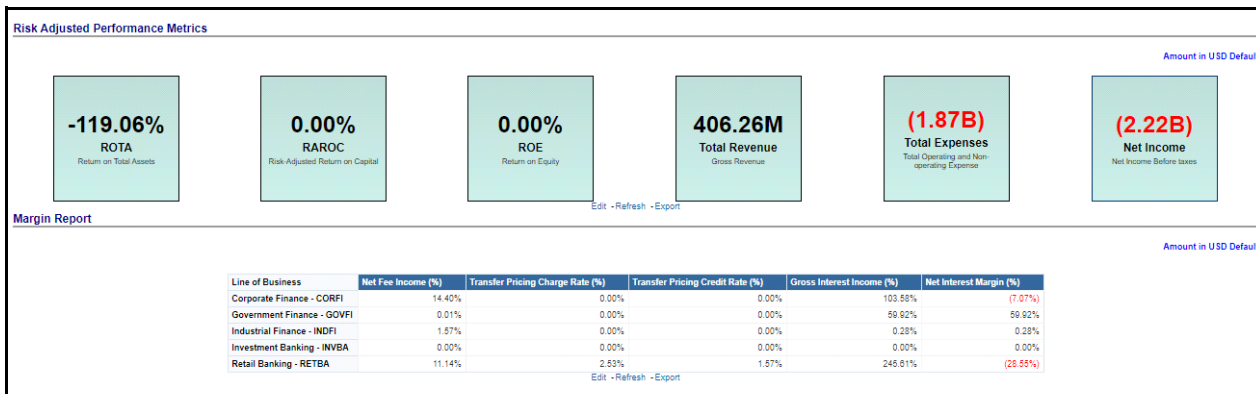 Risk Adjusted Performance Metrics
Amount in USD Defaul
-119.06% 0.00% 0.00% 406.26M (1.87B) (2.22B)
ROTA RAROC ROE Total Revenue Total Expenses Net Income
Return on Total Assets Risk-Adjusted Return on Capital Return on Equity Gross Revenue Total Operating and Non-operating Expense Net Income Before taxes
Edit - Refresh - Export
Margin Report
Amount in USD Defaul
Line of Business Net Fee Income (%) Transfer Pricing Charge Rate (%) Transfer Pricing Credit Rate (%) Gross Interest Income (%) Net Interest Margin (%)
Corporate Finance - CORFI 14.40% 0.00% 0.00% 103.58% (7.07%)
Government Finance - GOVFI 0.01% 0.00% 0.00% 59.92% 59.92%
Industrial Finance - INDFI 1.57% 0.00% 0.00% 0.28% 0.28%
Investment Banking - INVBA 0.00% 0.00% 0.00% 0.00% 0.00%
Retail Banking - RETBA 11.14% 2.53% 1.57% 245.61% (28.55%)
Edit - Refresh - Export